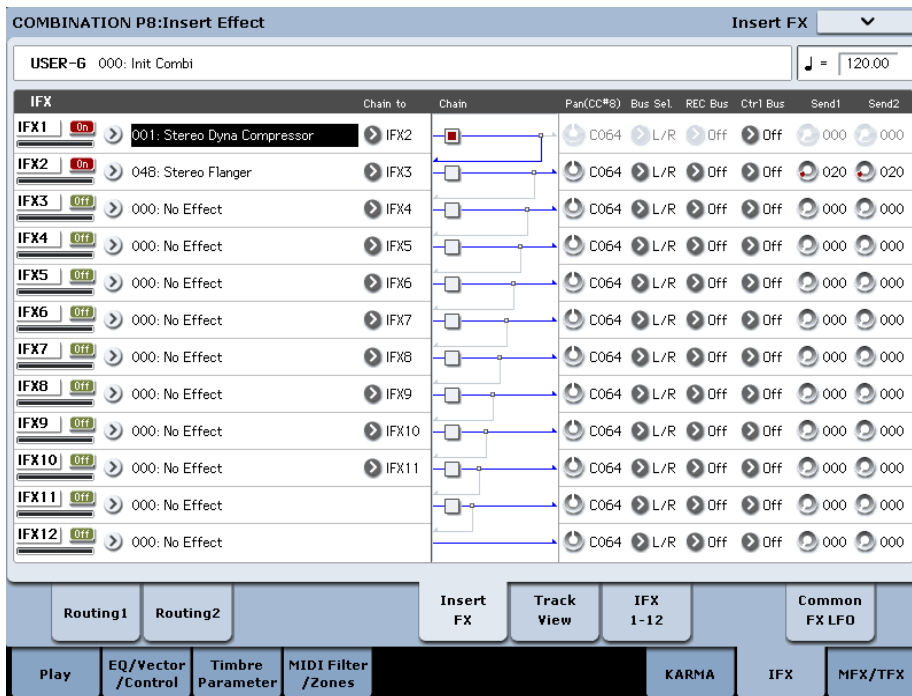 COMBINATION P8:Insert Effect Insert FX
USER-G 000: Init Combi ♩ = 120.00
IFX Chain to Chain Pan(CC#8) Bus Sel. REC Bus Ctrl Bus Send1 Send2
IFX1 On 001: Stereo Dyna Compressor IFX2 C064 L/R Off Off 000 000
IFX2 On 048: Stereo Flanger IFX3 C064 L/R Off Off 020 020
IFX3 Off 000: No Effect IFX4 C064 L/R Off Off 000 000
IFX4 Off 000: No Effect IFX5 C064 L/R Off Off 000 000
IFX5 Off 000: No Effect IFX6 C064 L/R Off Off 000 000
IFX6 Off 000: No Effect IFX7 C064 L/R Off Off 000 000
IFX7 Off 000: No Effect IFX8 C064 L/R Off Off 000 000
IFX8 Off 000: No Effect IFX9 C064 L/R Off Off 000 000
IFX9 Off 000: No Effect IFX10 C064 L/R Off Off 000 000
IFX10 Off 000: No Effect IFX11 C064 L/R Off Off 000 000
IFX11 Off 000: No Effect C064 L/R Off Off 000 000
IFX12 Off 000: No Effect C064 L/R Off Off 000 000
Routing1 Routing2 Insert FX Track View IFX 1-12 Common FX LFO
Play EQ/Vector /Control Timbre Parameter MIDI Filter /Zones KARMA IFX MFX/TFX